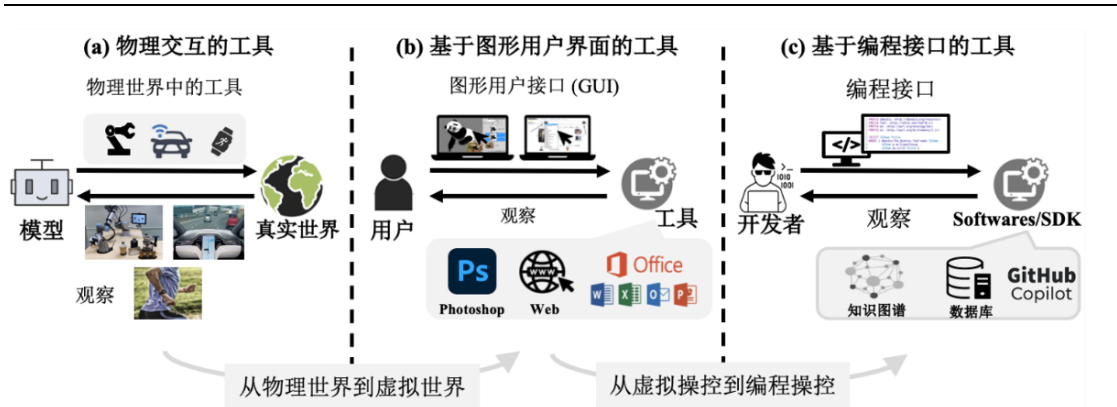 (a) 物理交互的工具
物理世界中的工具
模型
真实世界
观察
(b) 基于图形用户界面的工具
图形用户接口 (GUI)
用户
观察
工具
Ps
Photoshop
WWW
Web
Office
W
X
O
P
(c) 基于编程接口的工具
编程接口
</>
1010
1001
开发者
观察
Softwares/SDK
知识图谱
数据库
GitHub
Copilot
从物理世界到虚拟世界
从虚拟操控到编程操控